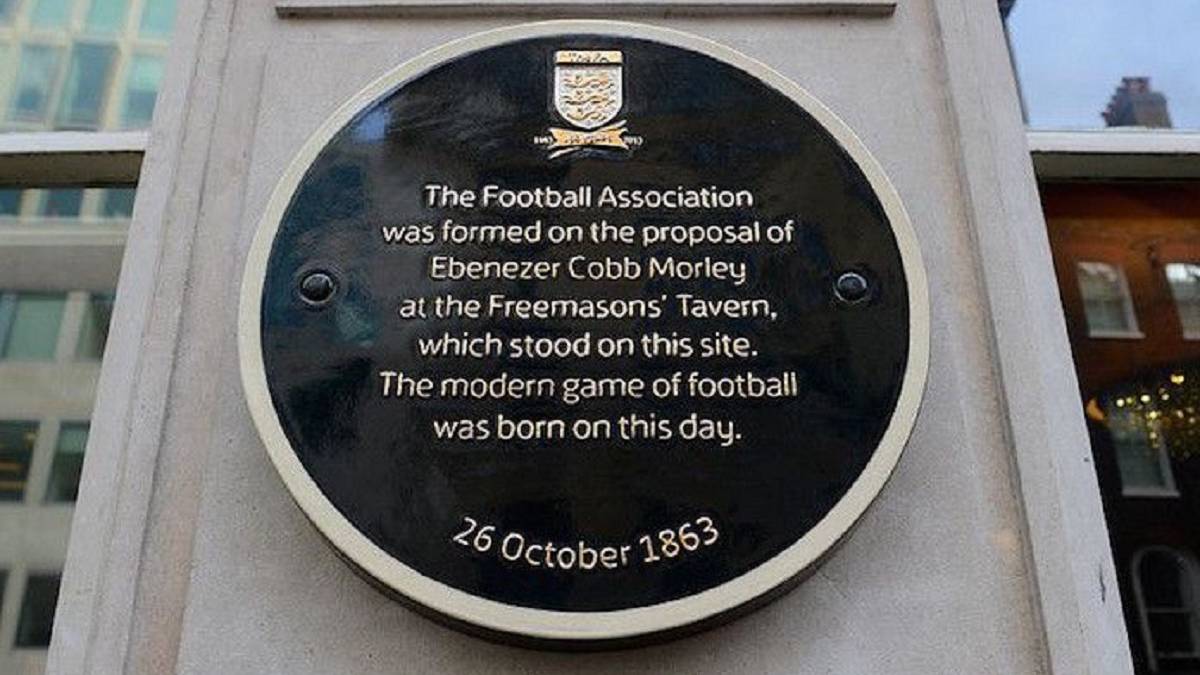 The Football Association
was formed on the proposal of
Ebenezer Cobb Morley
at the Freemasons' Tavern,
which stood on this site.
The modern game of football
was born on this day.
26 October 1863